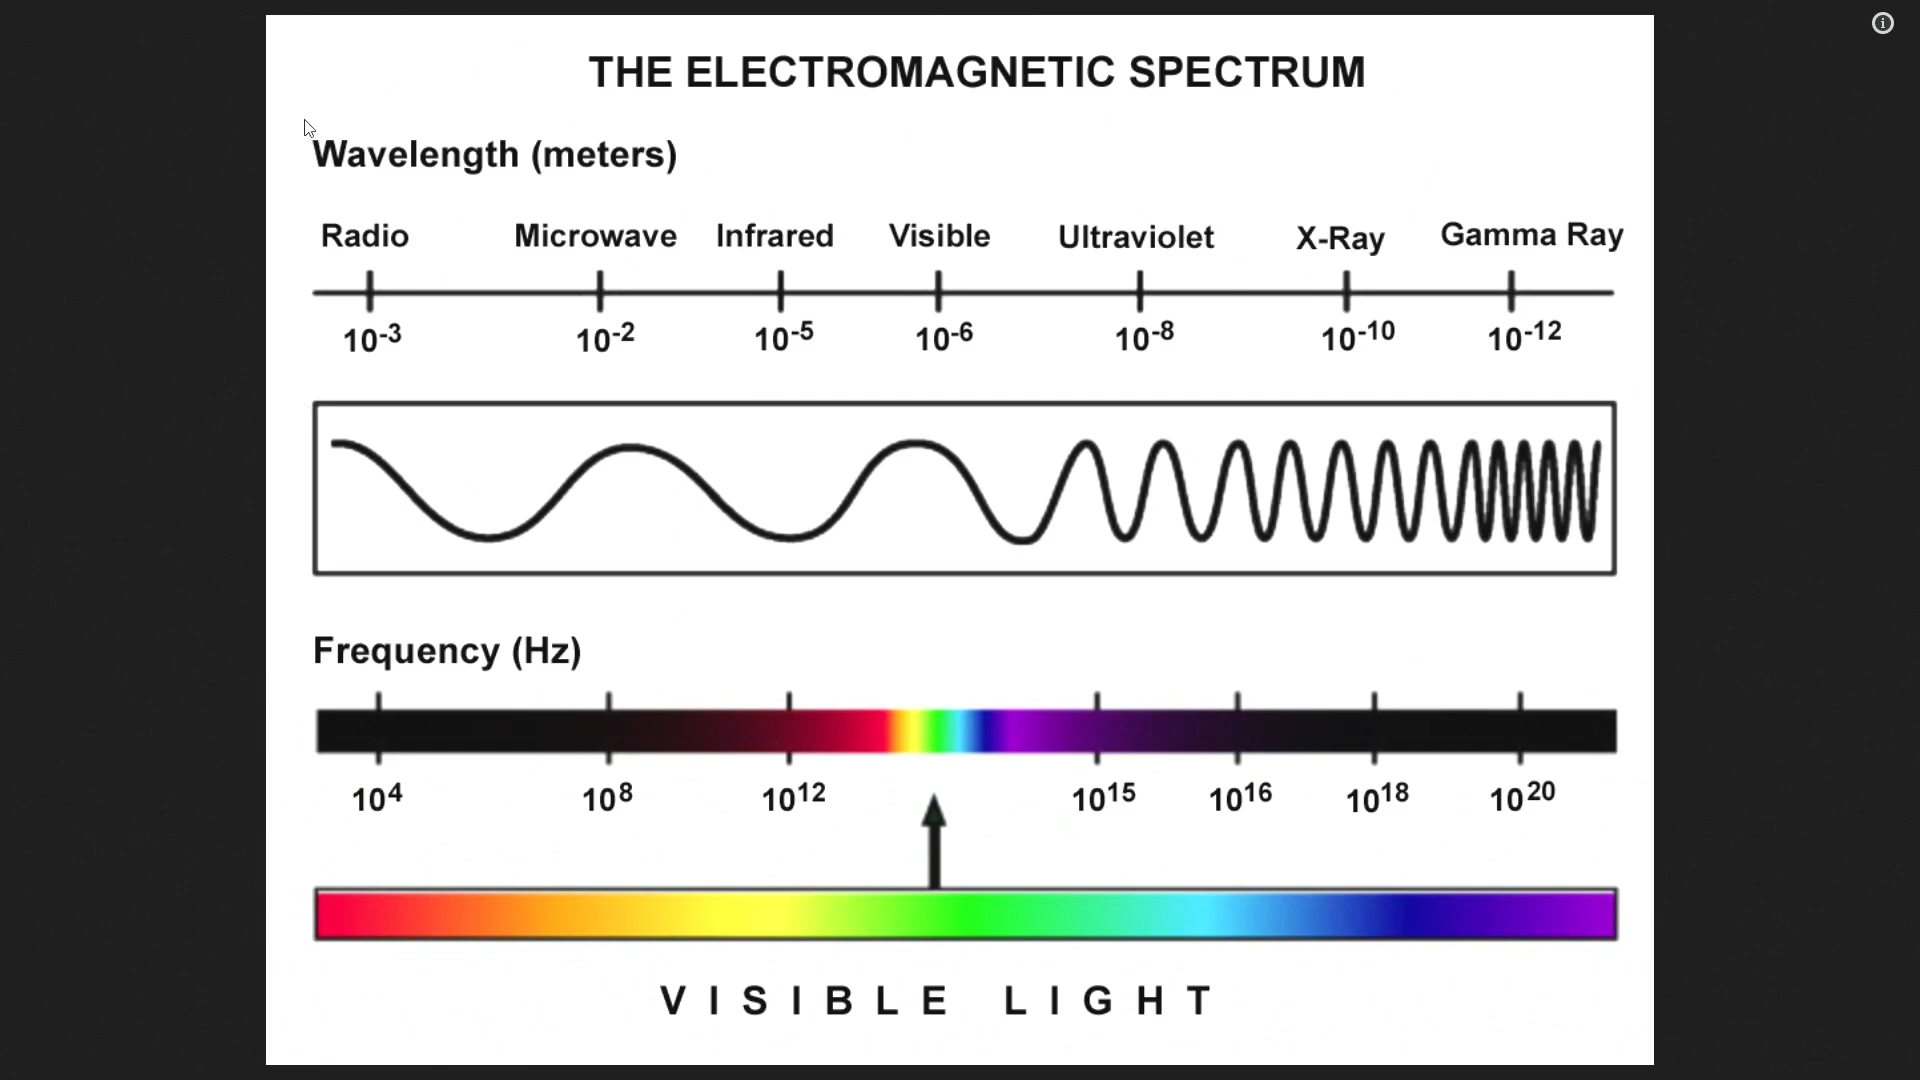 THE ELECTROMAGNETIC SPECTRUM
Wavelength (meters)
Radio Microwave Infrared Visible Ultraviolet X-Ray Gamma Ray
10⁻³ 10⁻² 10⁻⁵ 10⁻⁶ 10⁻⁸ 10⁻¹⁰ 10⁻¹²
Frequency (Hz)
10⁴ 10⁸ 10¹² 10¹⁵ 10¹⁶ 10¹⁸ 10²⁰
VISIBLE LIGHT